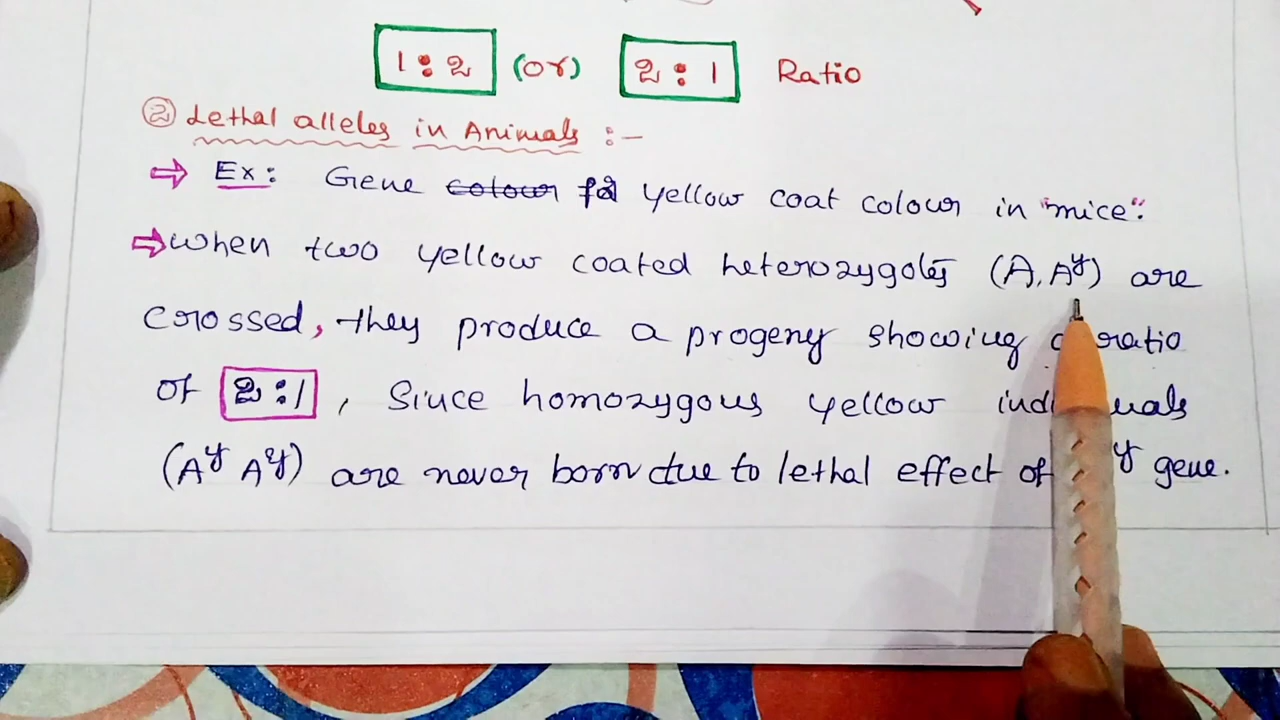 1 : 2 (or) 2 : 1 Ratio
② Lethal alleles in Animals :-
⇒ Ex: Gene colour for yellow coat colour in "mice".
⇒ When two yellow coated heterozygotes (A, Aʸ) are
crossed, they produce a progeny showing ratio
of 2:1, Since homozygous yellow
(Aʸ Aʸ) are never born due to lethal effect of ʸ gene.